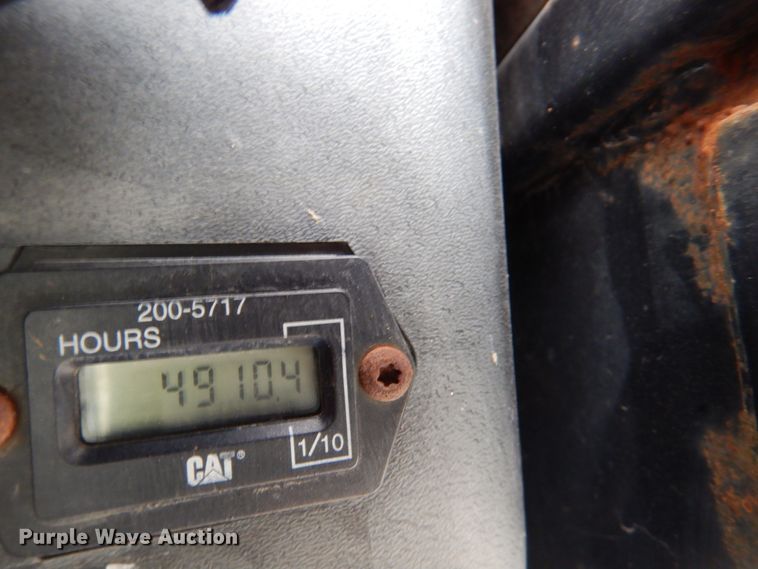 200-5717
HOURS
4910.4
1/10
CAT®
Purple Wave Auction